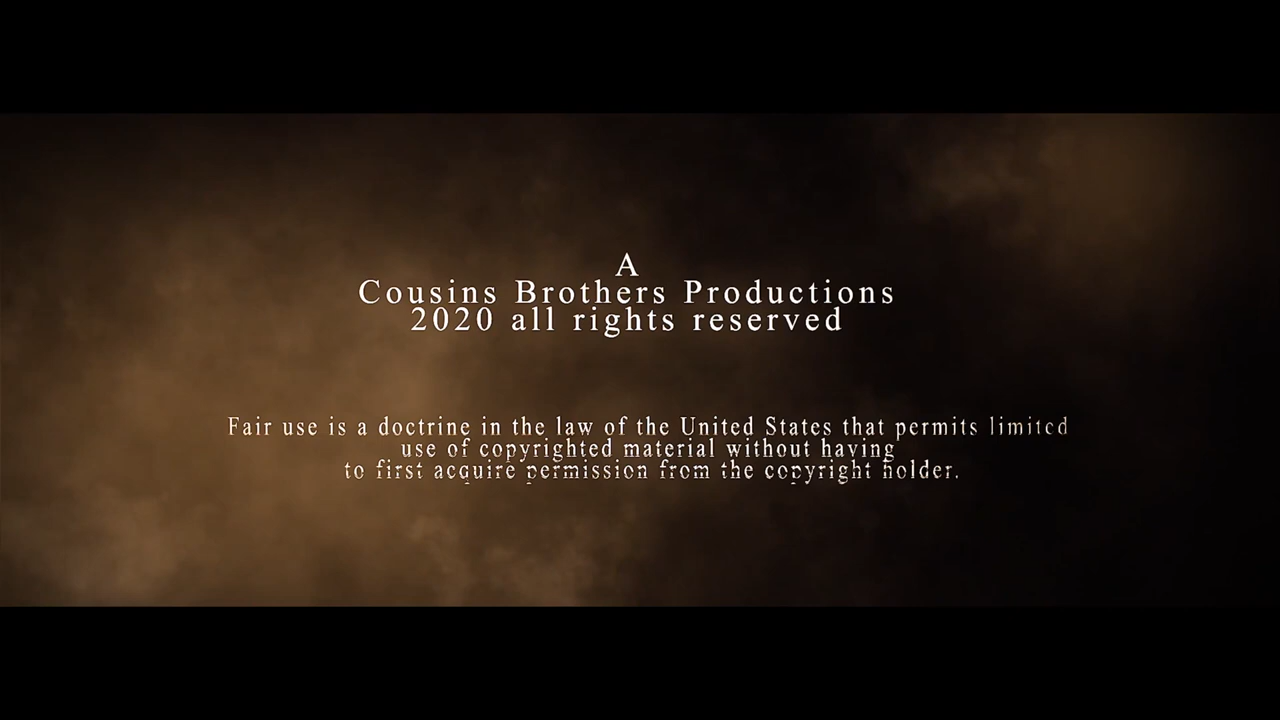 A
Cousins Brothers Productions
2020 all rights reserved
Fair use is a doctrine in the law of the United States that permits limited
use of copyrighted material without having
to first acquire permission from the copyright holder.